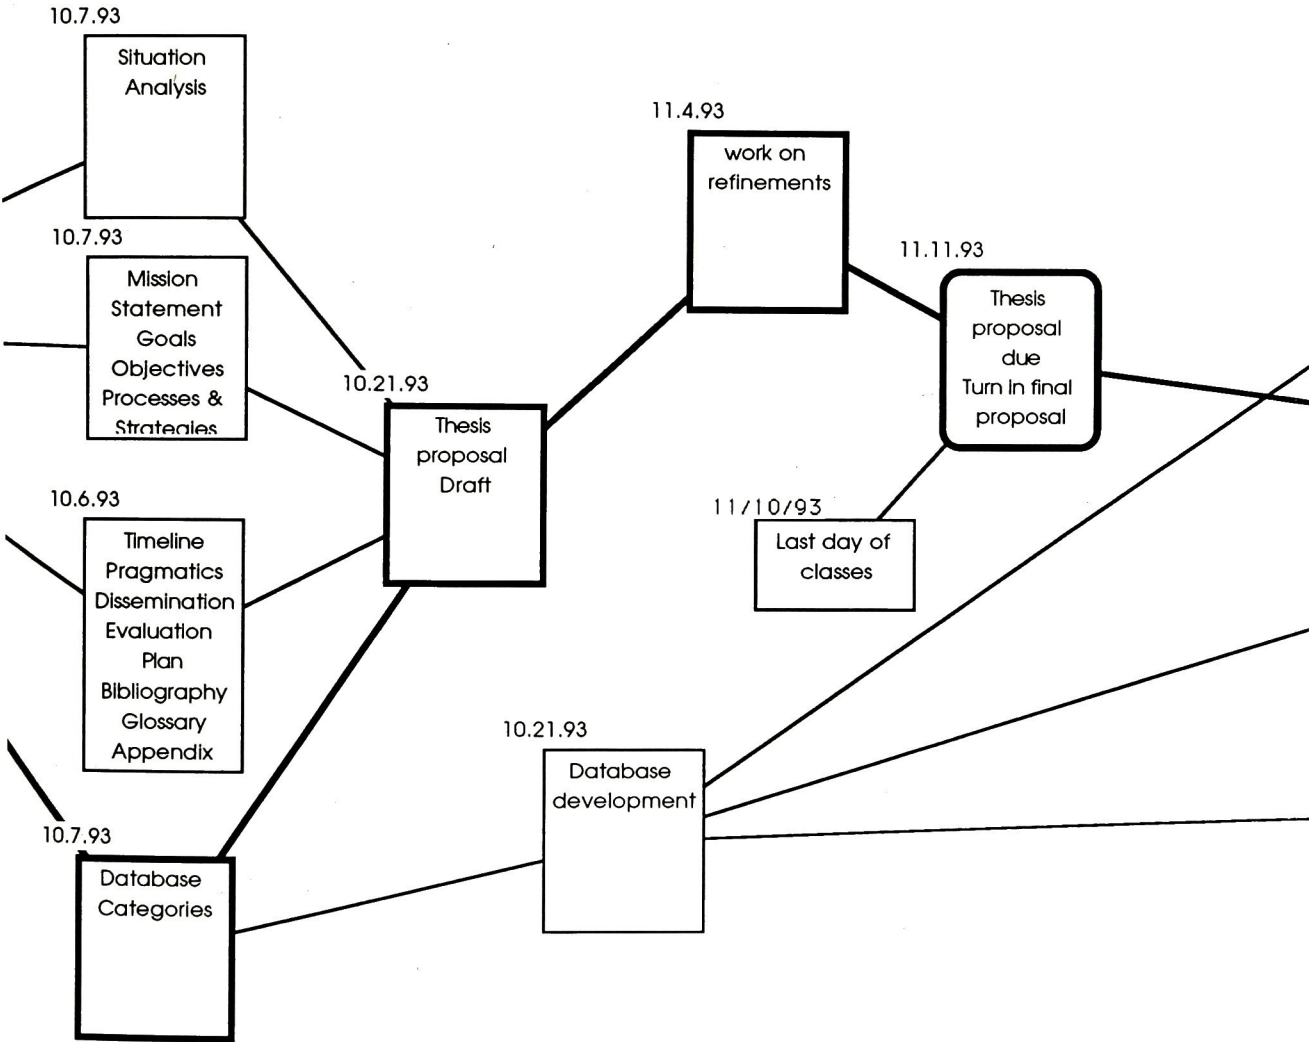 10.7.93
Situation
Analysis
10.7.93
Mission
Statement
Goals
Objectives
Processes &
Strategies
10.6.93
Timeline
Pragmatics
Dissemination
Evaluation
Plan
Bibliography
Glossary
Appendix
10.7.93
Database
Categories
10.21.93
Thesis
proposal
Draft
10.21.93
Database
development
11.4.93
work on
refinements
11.11.93
Thesis
proposal
due
Turn in final
proposal
11/10/93
Last day of
classes